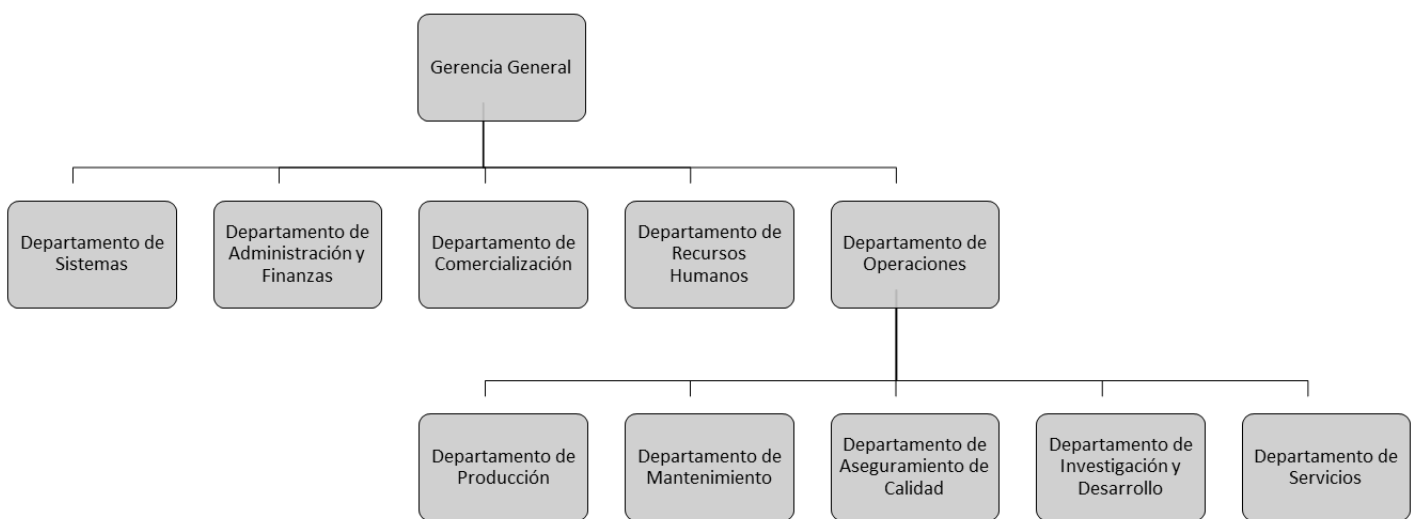 Gerencia General
Departamento de
Sistemas
Departamento de
Administración y
Finanzas
Departamento de
Comercialización
Departamento de
Recursos
Humanos
Departamento de
Operaciones
Departamento de
Producción
Departamento de
Mantenimiento
Departamento de
Aseguramiento de
Calidad
Departamento de
Investigación y
Desarrollo
Departamento de
Servicios